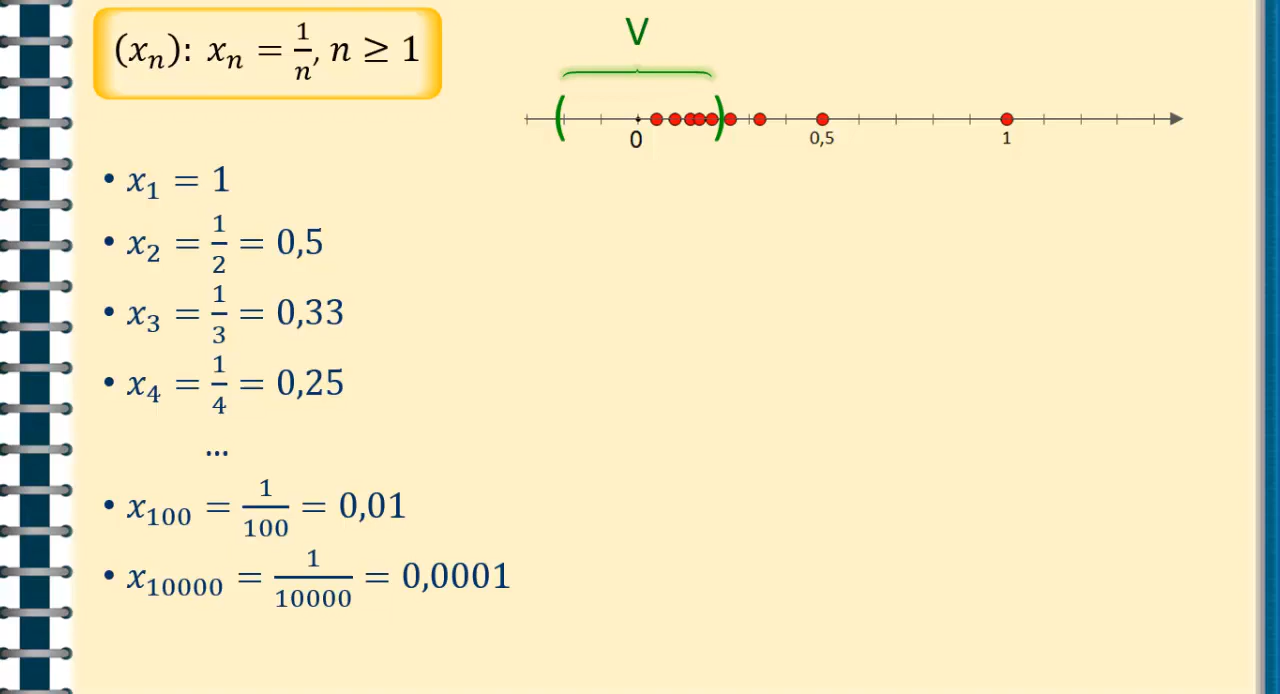 (xₙ): xₙ = 1/n, n ≥ 1
V
( )
0 0,5 1
• x₁ = 1
• x₂ = 1/2 = 0,5
• x₃ = 1/3 = 0,33
• x₄ = 1/4 = 0,25
...
• x₁₀₀ = 1/100 = 0,01
• x₁₀₀₀₀ = 1/10000 = 0,0001